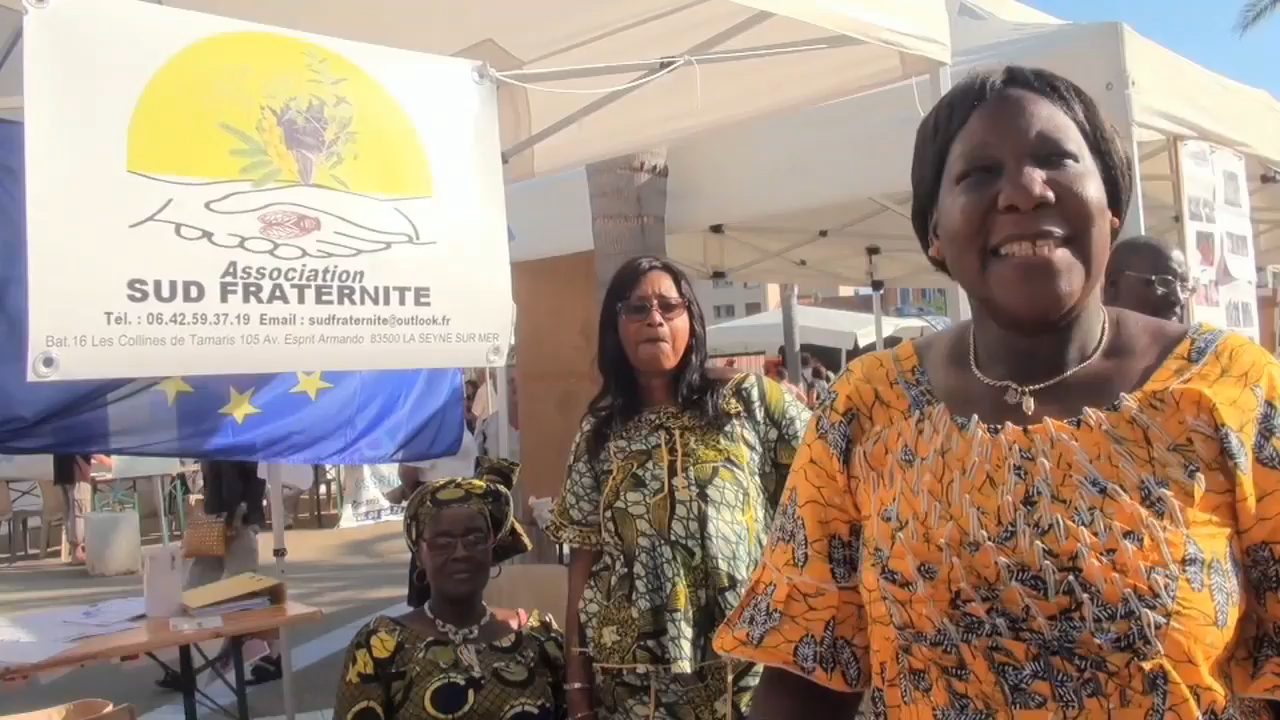 Association
SUD FRATERNITE
Tél. : 06.42.59.37.19 Email : sudfraternite@outlook.fr
Bat.16 Les Collines de Tamaris 105 Av. Esprit Armando 83500 LA SEYNE SUR MER